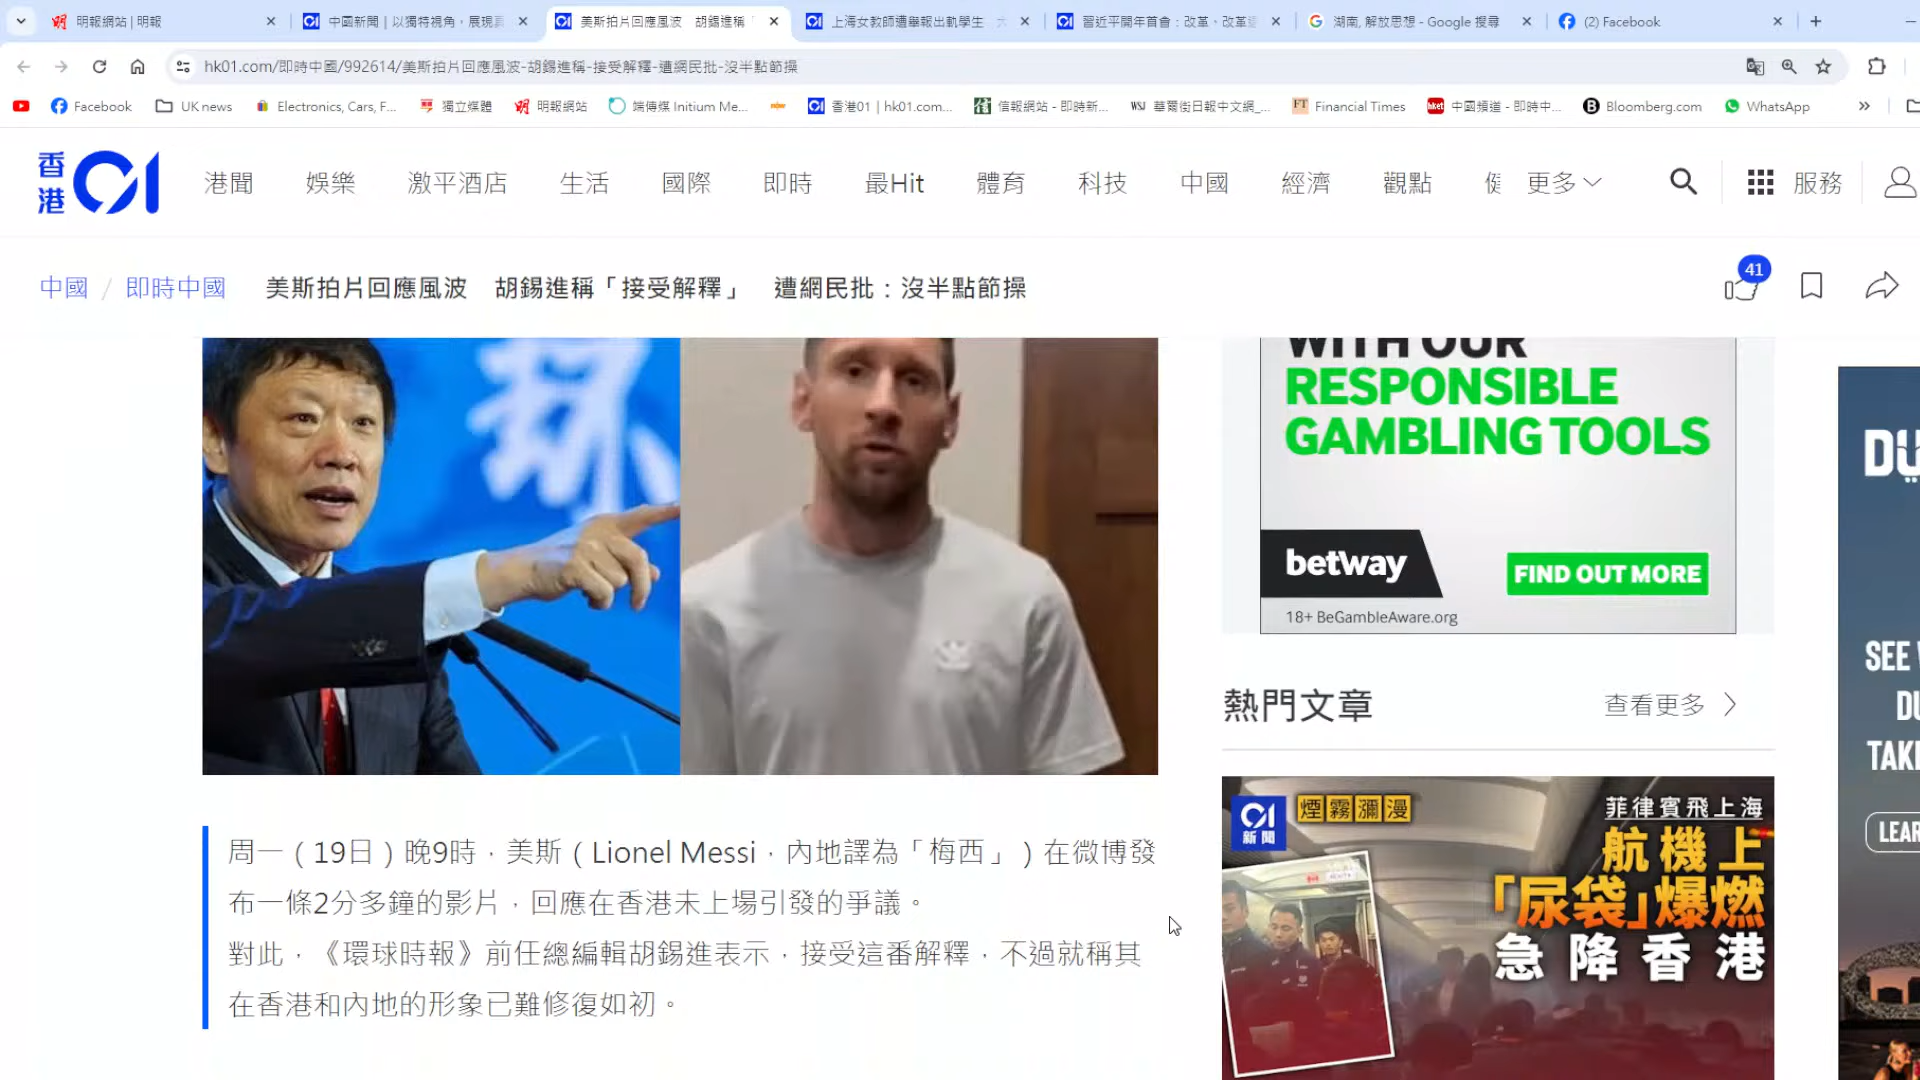 明報網站 | 明報
中國新聞 | 以獨特視角，展現
美斯拍片回應風波　胡錫進稱「
上海女教師遭舉報出軌學生
習近平開年首會：改革、改革
湖南, 解放思想 - Google 搜尋
(2) Facebook
hk01.com/即時中國/992614/美斯拍片回應風波-胡錫進稱-接受解釋-遭網民批-沒半點節操
Facebook
UK news
Electronics, Cars, F...
獨立媒體
明報網站
端傳媒 Initium Me...
now
香港01 | hk01.com...
信報網站 - 即時新...
WSJ 華爾街日報中文網_...
FT Financial Times
hket 中國頻道 - 即時中...
B Bloomberg.com
WhatsApp
香港 01
港聞
娛樂
激平酒店
生活
國際
即時
最Hit
體育
科技
中國
經濟
觀點
更多
服務
中國 / 即時中國
美斯拍片回應風波　胡錫進稱「接受解釋」　遭網民批：沒半點節操
41
WITH OUR
RESPONSIBLE
GAMBLING TOOLS
betway
FIND OUT MORE
18+ BeGambleAware.org
熱門文章
查看更多
01
新聞
煙霧瀰漫
菲律賓飛上海
航機上
「尿袋」爆燃
急降香港
周一（19日）晚9時，美斯（Lionel Messi，內地譯為「梅西」）在微博發
布一條2分多鐘的影片，回應在香港未上場引發的爭議。
對此，《環球時報》前任總編輯胡錫進表示，接受這番解釋，不過就稱其
在香港和內地的形象已難修復如初。
球
DU
SEE
DU
TAK
LEAR